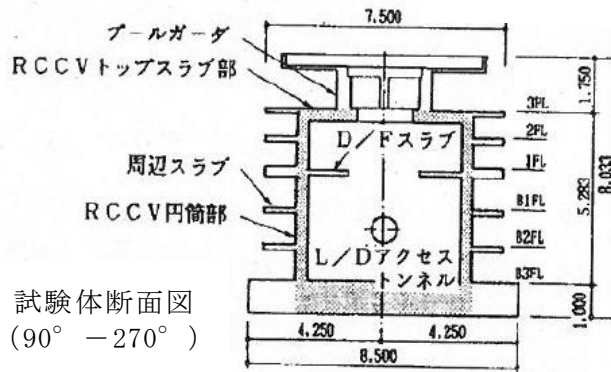 7.500
プールガーダ
RCCVトップスラブ部
D/Fスラブ
周辺スラブ
RCCV円筒部
L/Dアクセス
トンネル
3FL
2FL
1FL
B1FL
B2FL
B3FL
1.750
5.283
8.033
1.000
試験体断面図
(90° -270° )
4.250
4.250
8.500